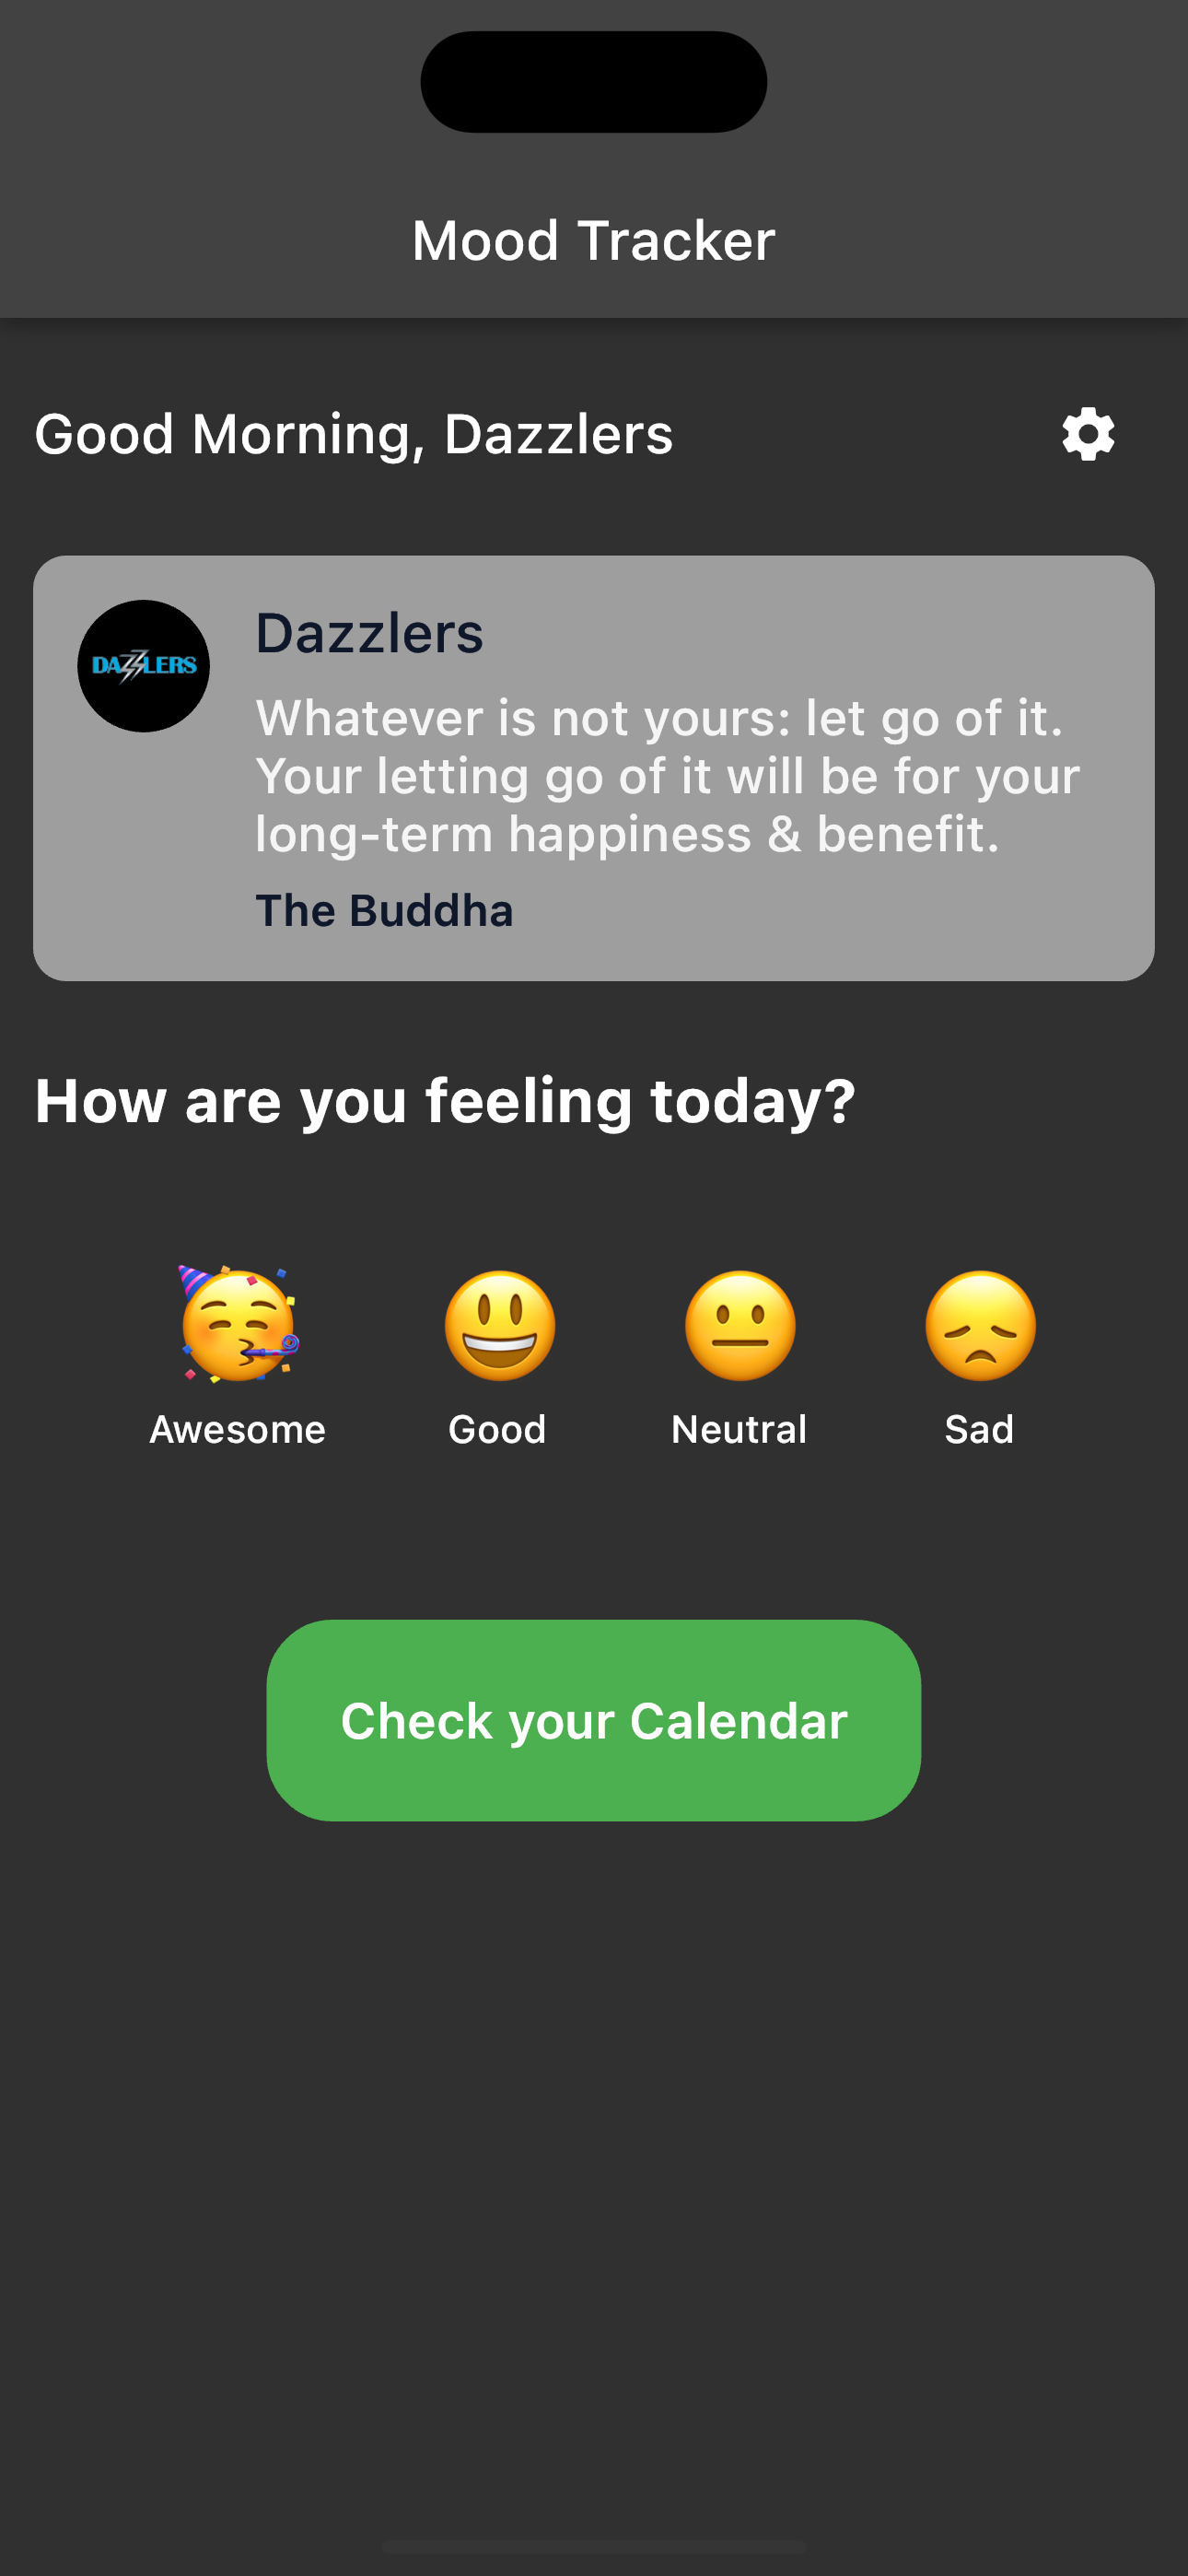 Mood Tracker
Good Morning, Dazzlers
DAZZLERS
Dazzlers
Whatever is not yours: let go of it.
Your letting go of it will be for your
long-term happiness & benefit.
The Buddha
How are you feeling today?
Awesome Good Neutral Sad
Check your Calendar